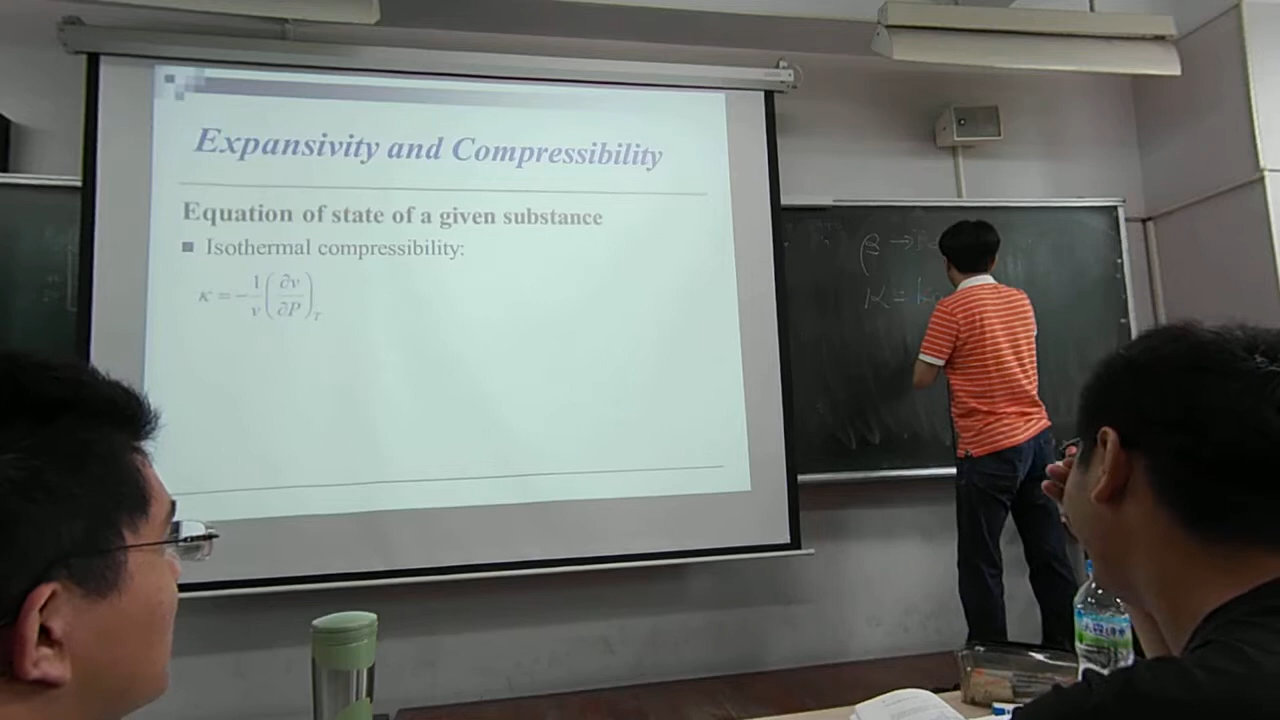 Expansivity and Compressibility
Equation of state of a given substance
■ Isothermal compressibility:
κ = -1/v (∂v/∂P)_T
β →
K = k